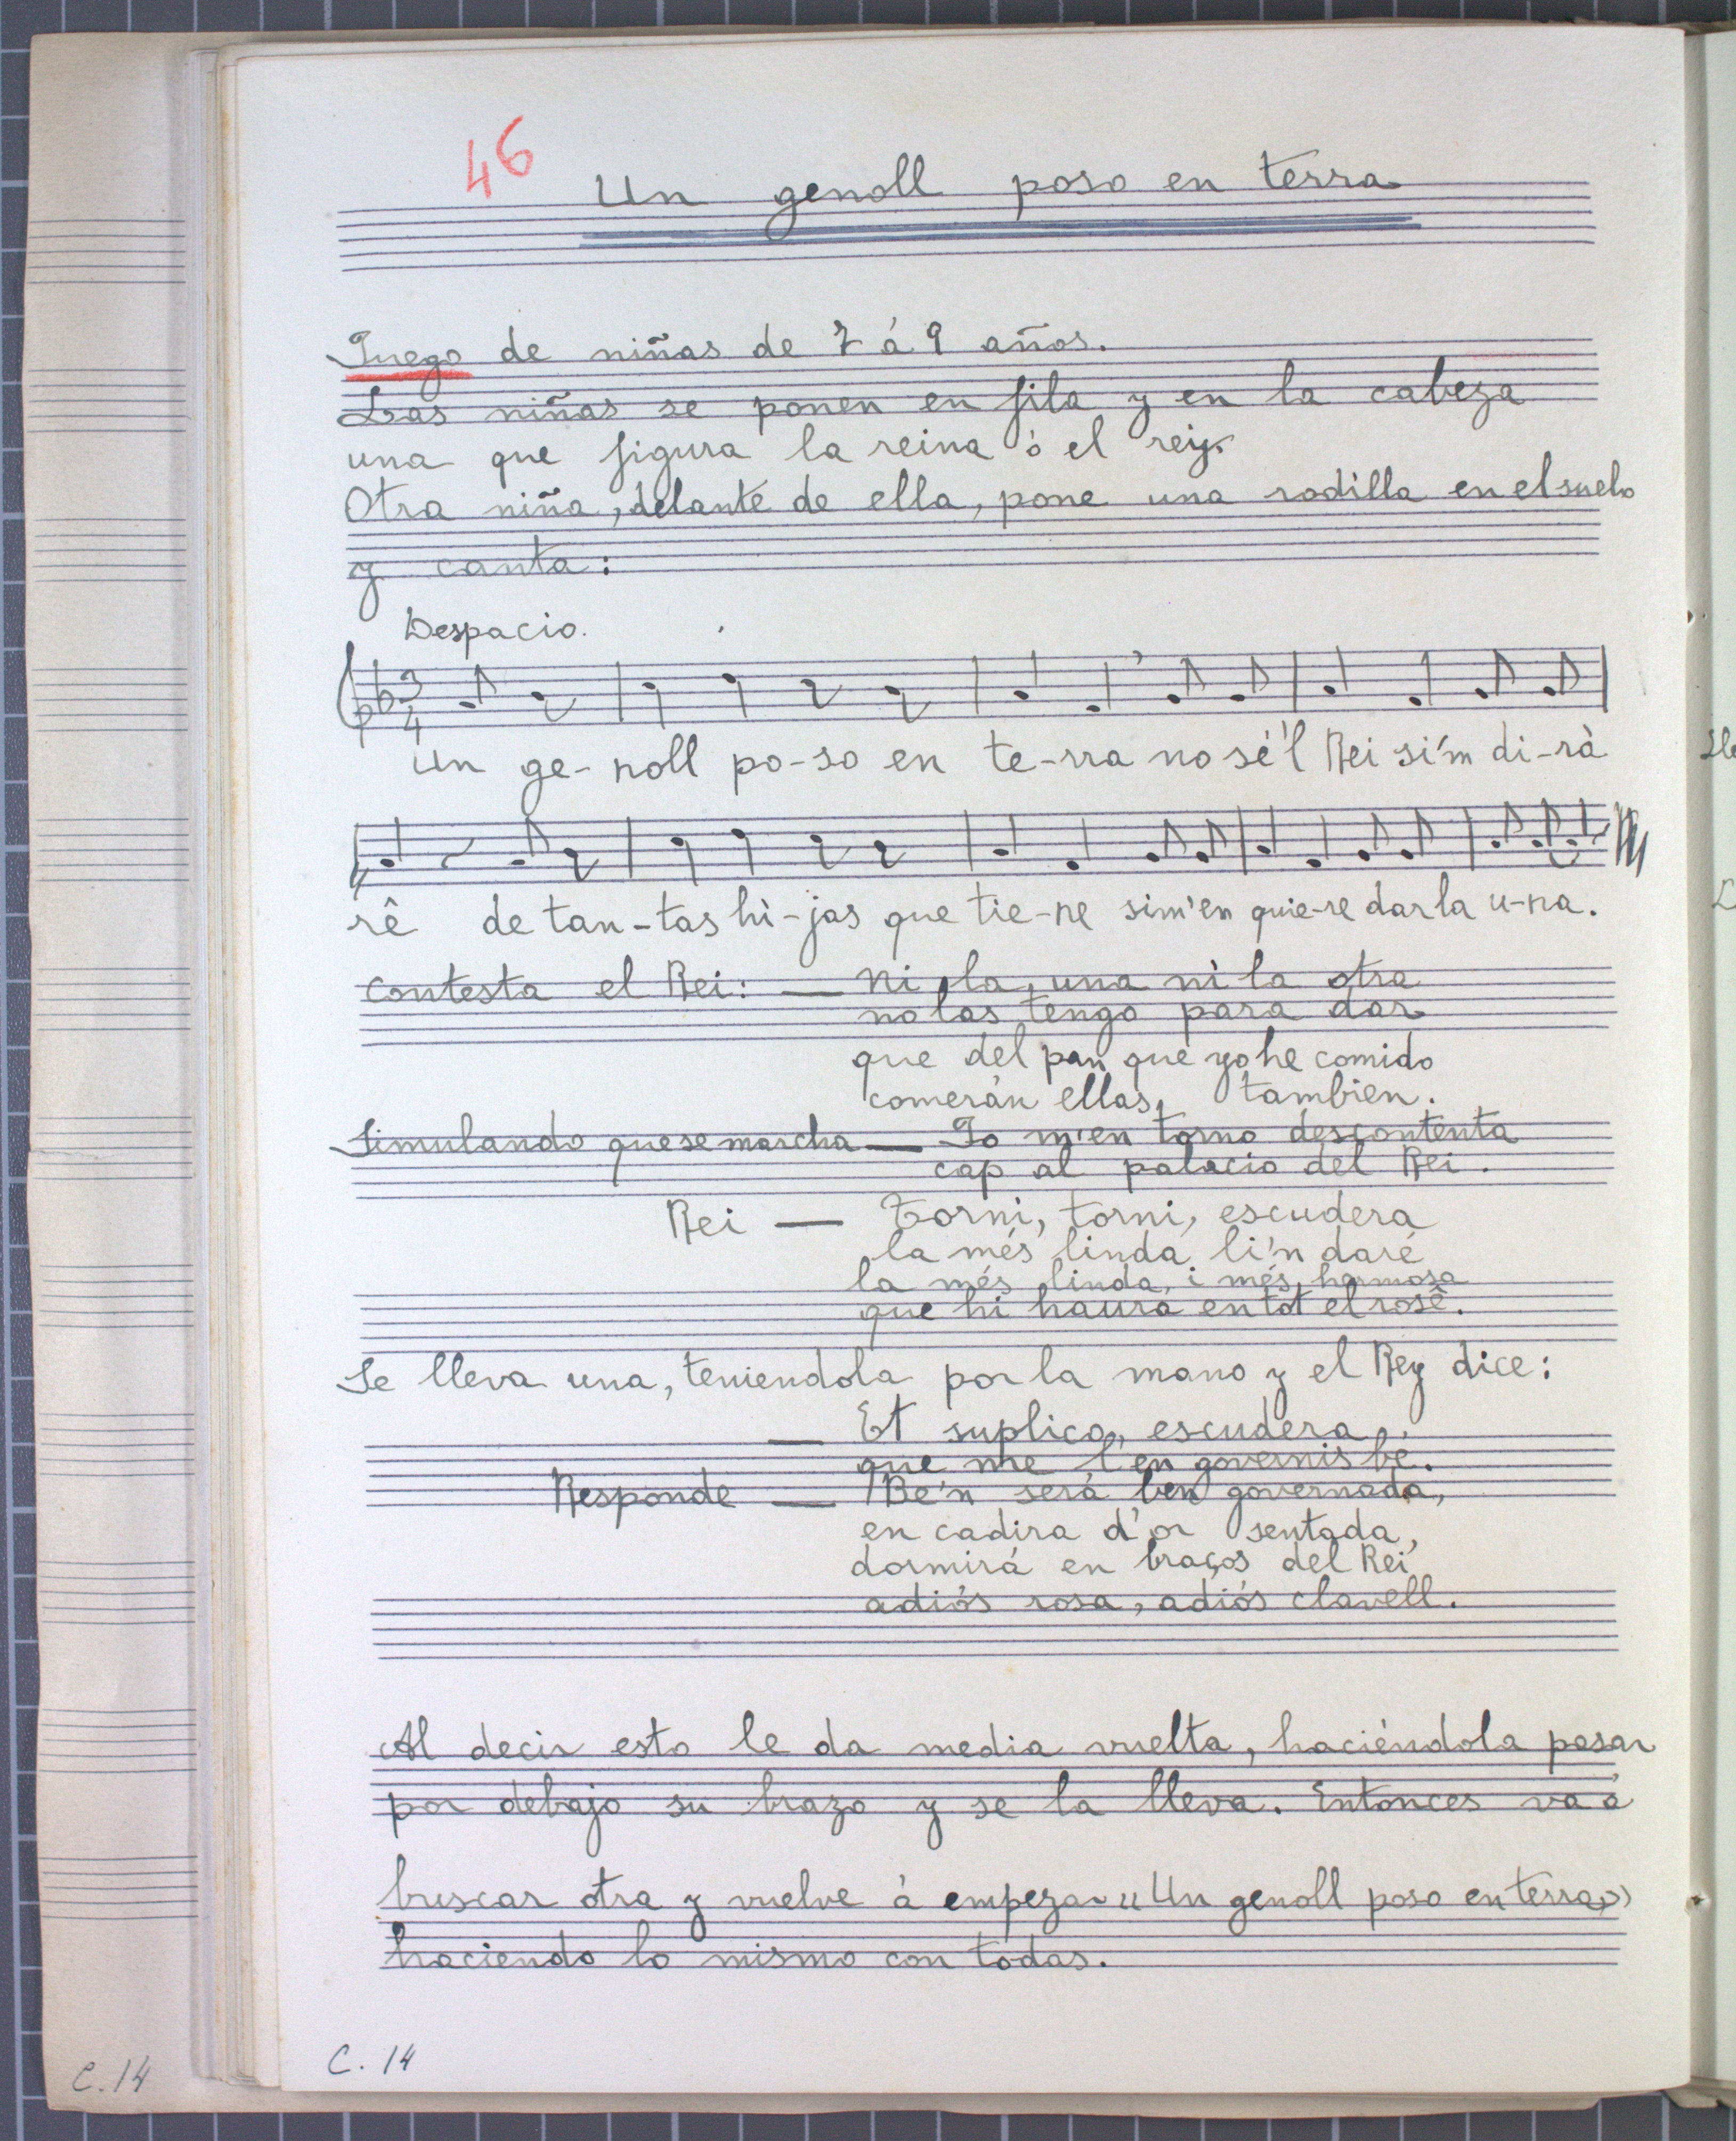 46
Un genoll poso en terra
Juego de niñas de 7 á 9 años.
Las niñas se ponen en fila y en la cabeza
una que figura la reina ó el rey.
Otra niña, delante de ella, pone una rodilla en el suelo
y canta:
Despacio.
3
4
Un ge-noll po-so en te-rra no sé'l Rei si'm di-rà
rê de tan-tas hi-jas que tie-ne sim'en quie-re dar la u-na.
Contesta el Rei: — Ni la una ni la otra
no las tengo para dar
que del pan que yo he comido
comerán ellas, tambien.
Simulando que se marcha — Jo m'en torno descontenta
cap al palacio del Rei.
Rei — Torni, torni, escudera
la més linda li'n daré
la més linda, i més hermosa
que hi haurà en tot el rosê.
Se lleva una, teniendola por la mano y el Rey dice:
— Et suplico, escudera
que me l'en governis bé.
Responde — Be'n será ben governada,
en cadira d'or sentada,
dormirá en braços del Rei
adiós rosa, adiós clavell.
Al decir esto le da media vuelta, haciéndola pasar
por debajo su brazo y se la lleva. Entonces va á
buscar otra y vuelve à empezar "Un genoll poso en terra"
haciendo lo mismo con todas.
C. 14
C. 14